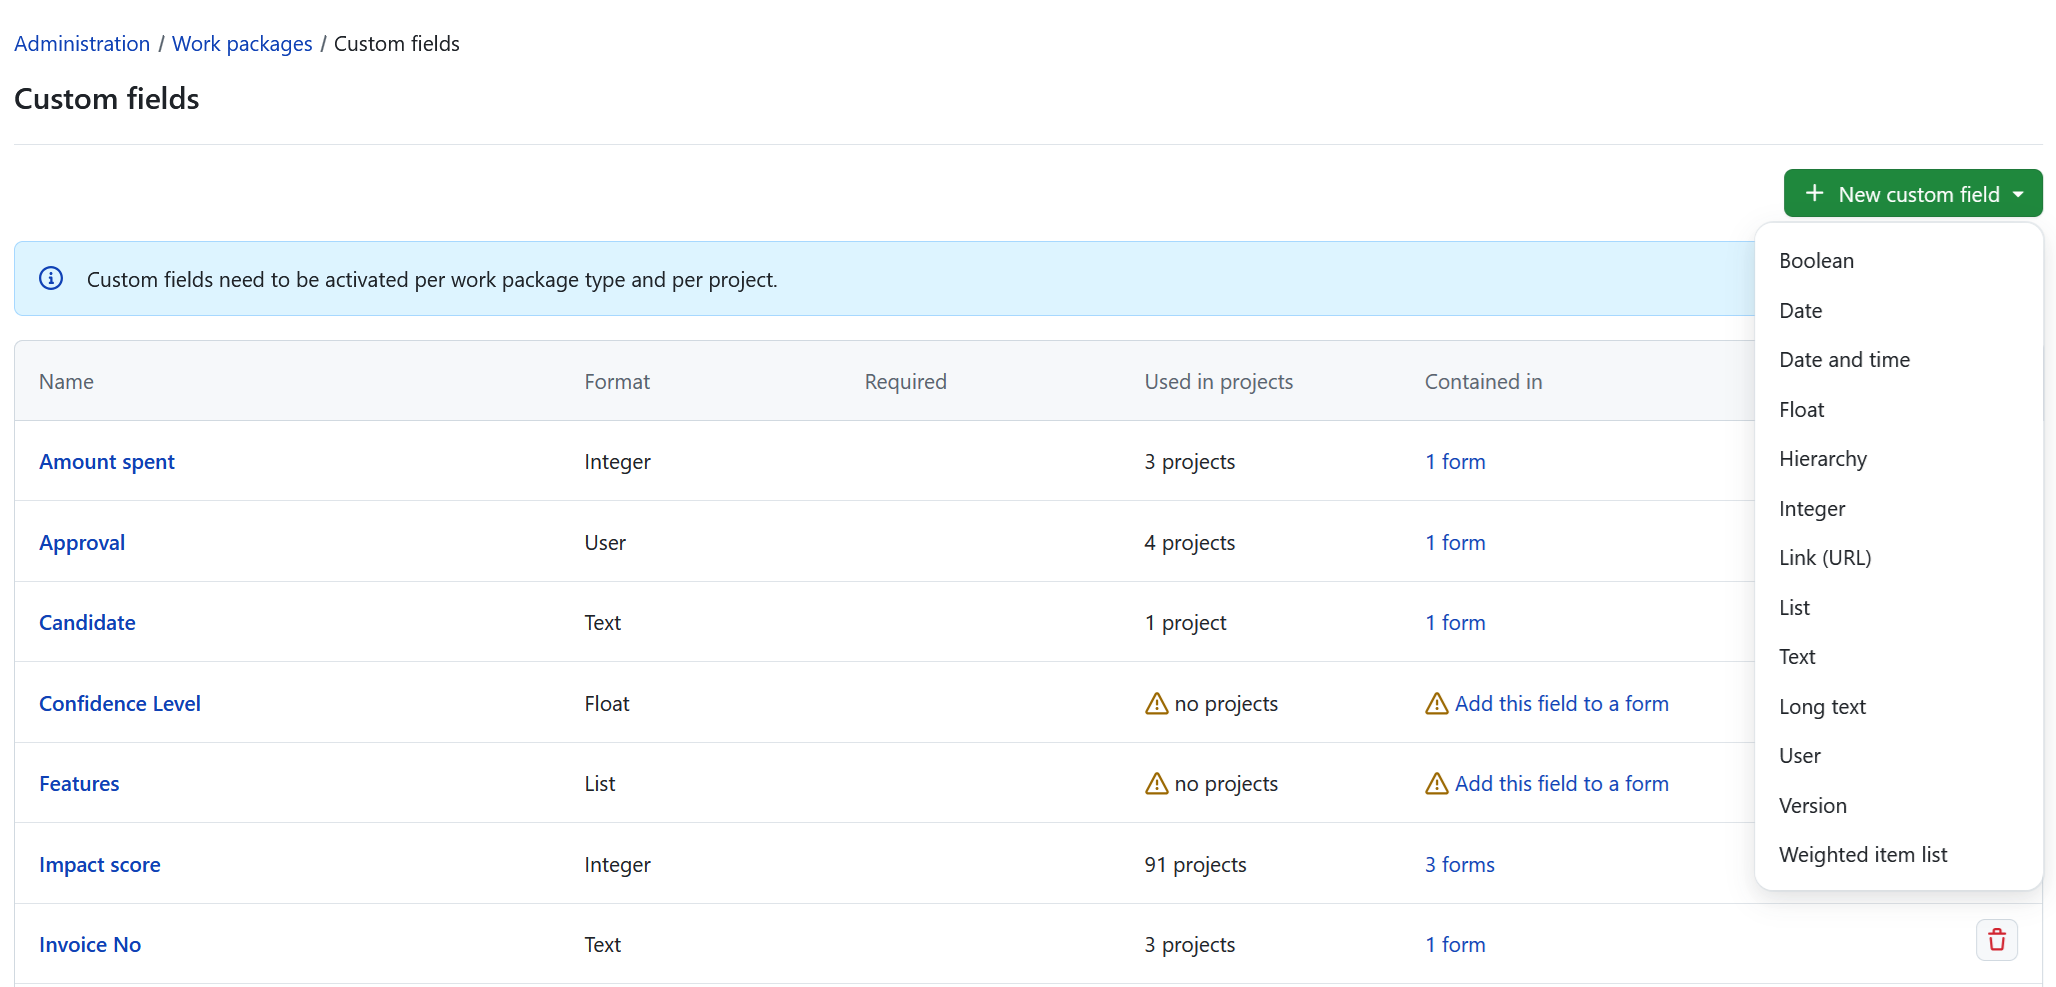 Administration / Work packages / Custom fields
Custom fields
New custom field
Custom fields need to be activated per work package type and per project.
Name Format Required Used in projects Contained in
Amount spent Integer 3 projects 1 form
Approval User 4 projects 1 form
Candidate Text 1 project 1 form
Confidence Level Float no projects Add this field to a form
Features List no projects Add this field to a form
Impact score Integer 91 projects 3 forms
Invoice No Text 3 projects 1 form
Boolean
Date
Date and time
Float
Hierarchy
Integer
Link (URL)
List
Text
Long text
User
Version
Weighted item list